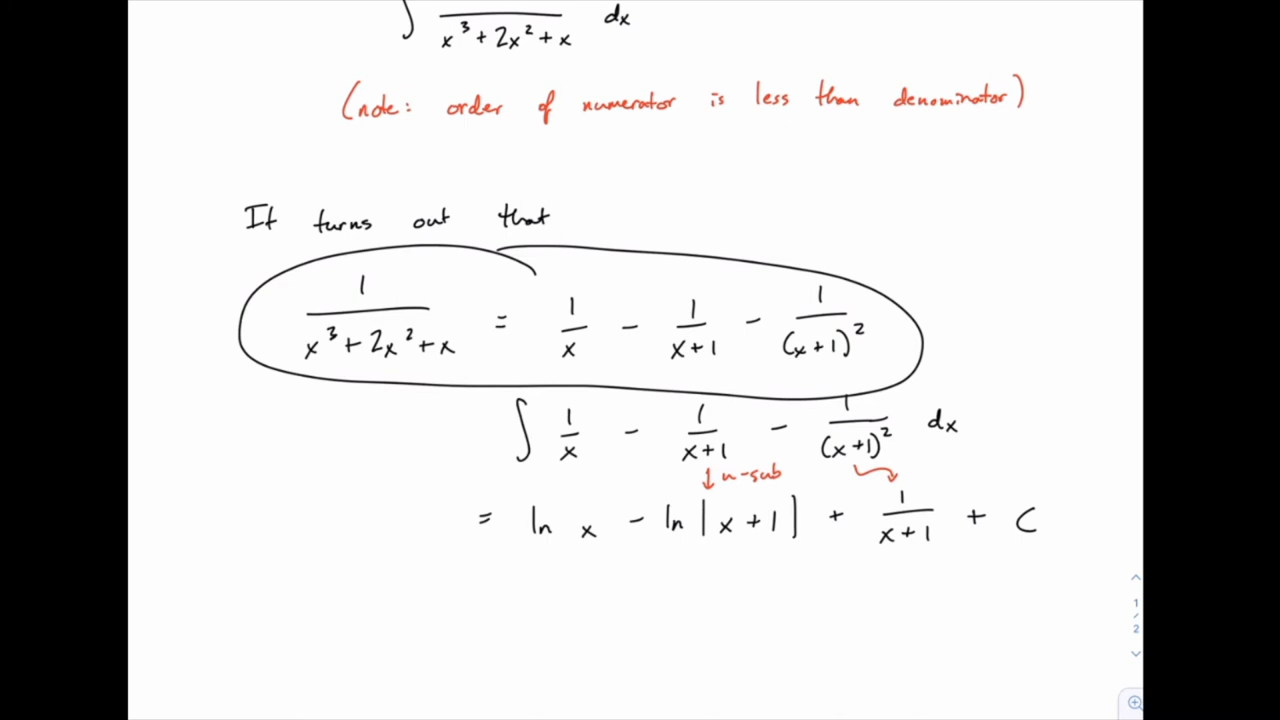 ∫ ─── dx
x³ + 2x² + x
(note: order of numerator is less than denominator)
It turns out that
1/(x³ + 2x² + x) = 1/x − 1/(x+1) − 1/(x+1)²
∫ 1/x − 1/(x+1) − 1/(x+1)² dx
↓ u-sub
= ln x − ln|x+1| + 1/(x+1) + C
1
/
2